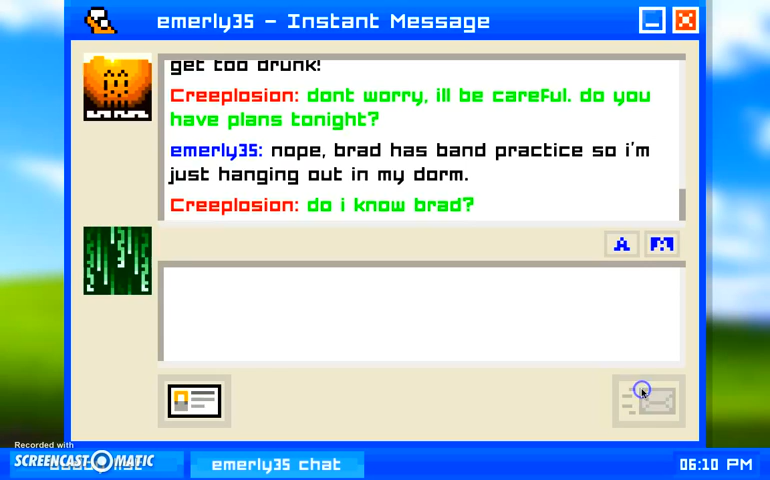 emerly35 - Instant Message
get too drunk!
Creeplosion: dont worry, ill be careful. do you
have plans tonight?
emerly35: nope, brad has band practice so i'm
just hanging out in my dorm.
Creeplosion: do i know brad?
A
Recorded with
SCREENCAST-O-MATIC
emerly35 chat
06:10 PM